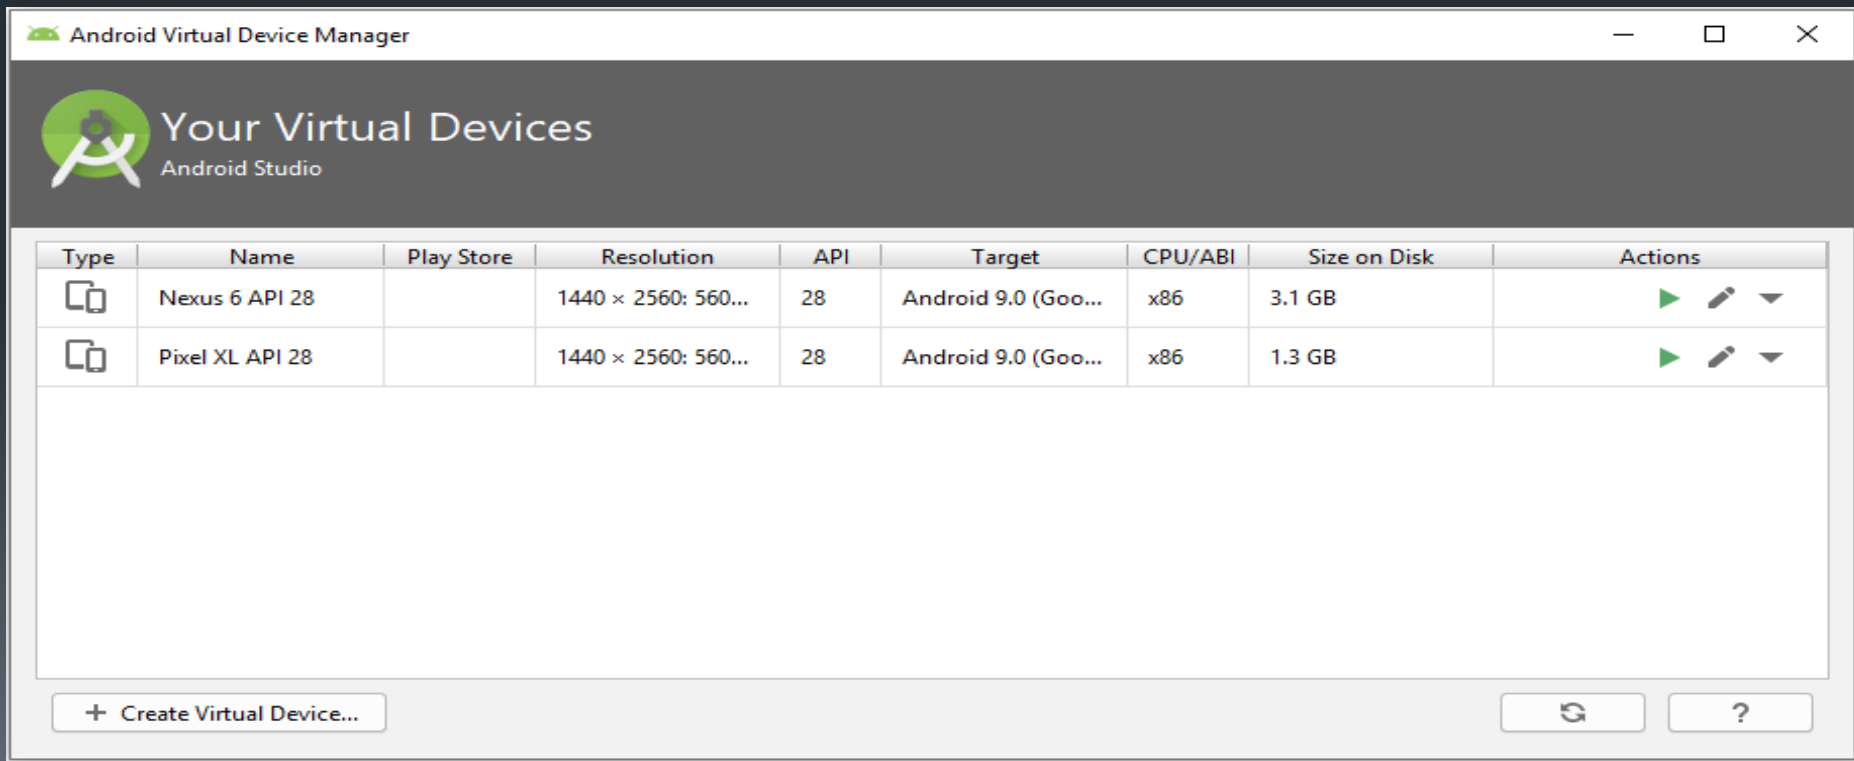 Android Virtual Device Manager
Your Virtual Devices
Android Studio
Type Name Play Store Resolution API Target CPU/ABI Size on Disk Actions
Nexus 6 API 28 1440 × 2560: 560... 28 Android 9.0 (Goo... x86 3.1 GB
Pixel XL API 28 1440 × 2560: 560... 28 Android 9.0 (Goo... x86 1.3 GB
+ Create Virtual Device... ?